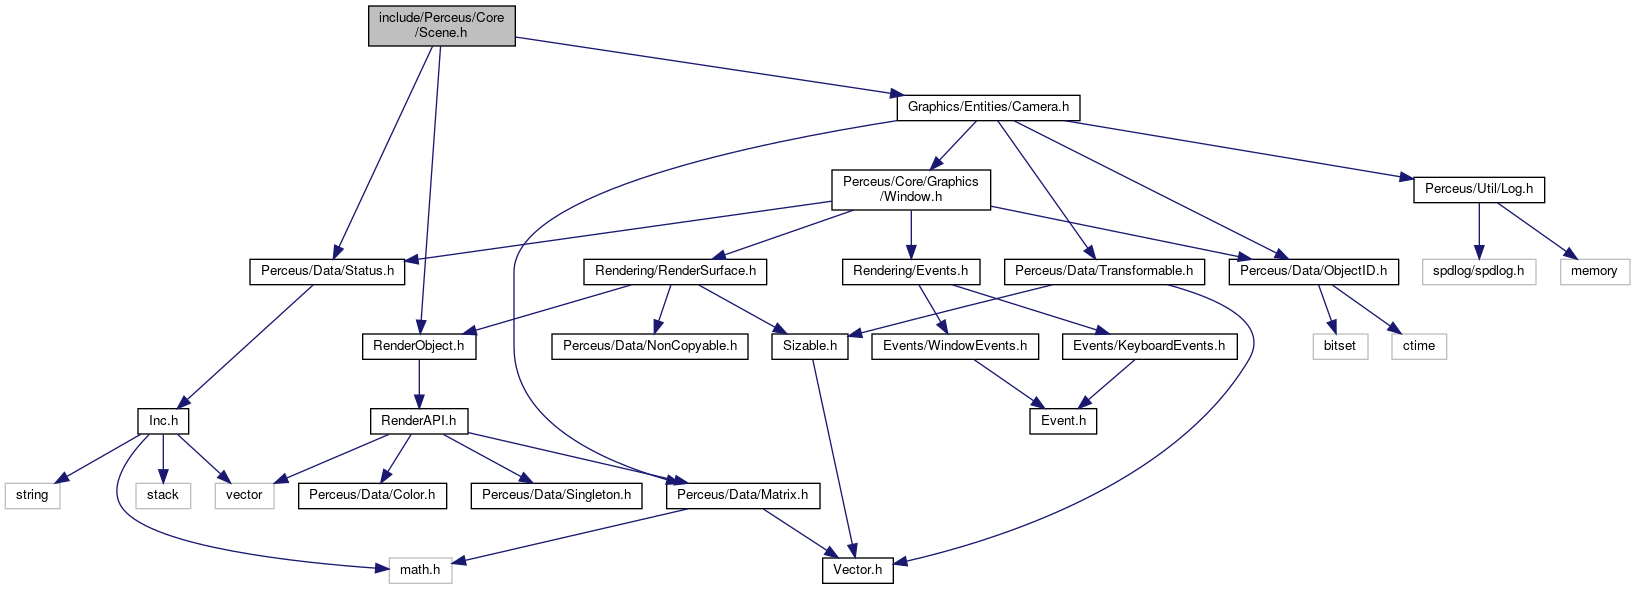 include/Perceus/Core
/Scene.h
Graphics/Entities/Camera.h
Perceus/Core/Graphics
/Window.h
Perceus/Util/Log.h
Perceus/Data/Status.h
Rendering/RenderSurface.h
Rendering/Events.h
Perceus/Data/Transformable.h
Perceus/Data/ObjectID.h
spdlog/spdlog.h
memory
RenderObject.h
Perceus/Data/NonCopyable.h
Sizable.h
Events/WindowEvents.h
Events/KeyboardEvents.h
bitset
ctime
Inc.h
RenderAPI.h
Event.h
string
stack
vector
Perceus/Data/Color.h
Perceus/Data/Singleton.h
Perceus/Data/Matrix.h
math.h
Vector.h